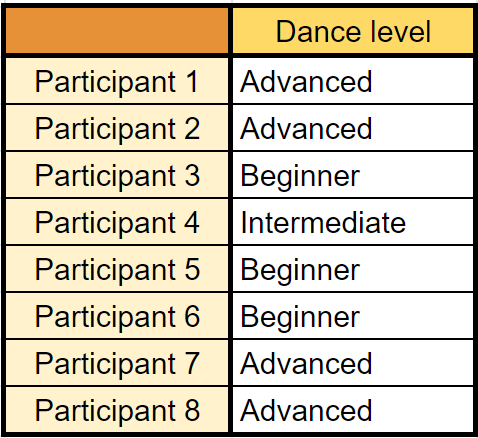 Dance level
Participant 1 Advanced
Participant 2 Advanced
Participant 3 Beginner
Participant 4 Intermediate
Participant 5 Beginner
Participant 6 Beginner
Participant 7 Advanced
Participant 8 Advanced